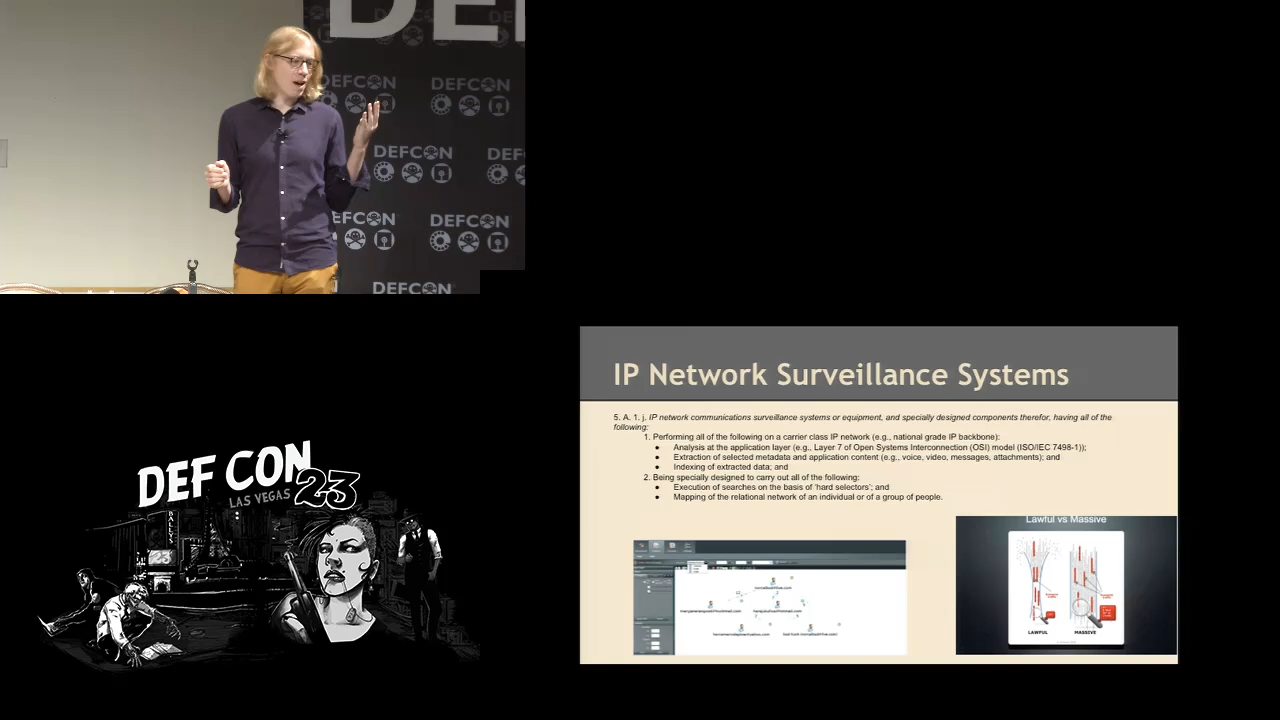 DE
DEFCON
DEFCON
DEFCON
DEFCON
DEFCON
DEFCON
DEFCON
DEF CON
LAS VEGAS 23
BALLY'S
IP Network Surveillance Systems
5. A. 1. j. IP network communications surveillance systems or equipment, and specially designed components therefor, having all of the
following:
1. Performing all of the following on a carrier class IP network (e.g., national grade IP backbone):
● Analysis at the application layer (e.g., Layer 7 of Open Systems Interconnection (OSI) model (ISO/IEC 7498-1));
● Extraction of selected metadata and application content (e.g., voice, video, messages, attachments); and
● Indexing of extracted data; and
2. Being specially designed to carry out all of the following:
● Execution of searches on the basis of 'hard selectors'; and
● Mapping of the relational network of an individual or of a group of people.
Lawful vs Massive
LAWFUL MASSIVE